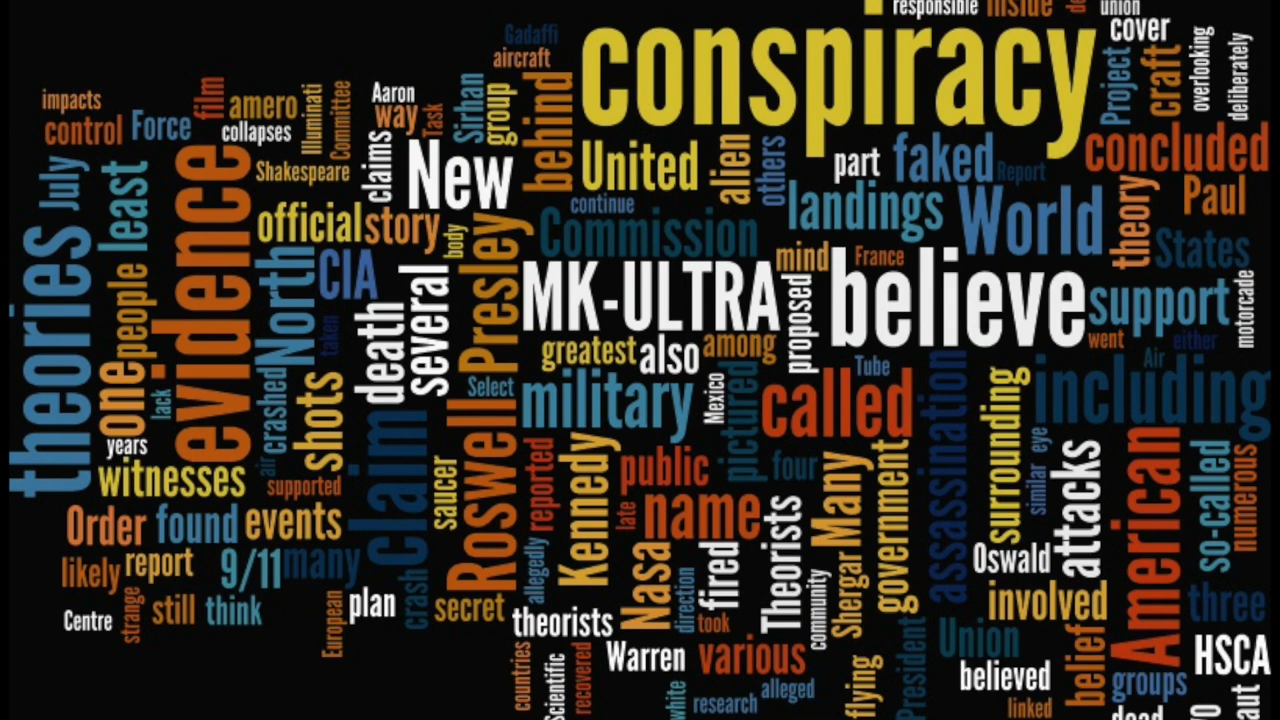 responsible
inside
union
cover
conspiracy
Project
craft
overlooking
deliberately
Gadaffi
aircraft
impacts
control
Force
film
amero
collapses
Illuminati
Committee
Aaron
way
Task
Sirhan
group
behind
Shakespeare
claims
New
United
alien
others
part
faked
Report
concluded
Paul
theories
July
least
people
evidence
official
story
body
continue
Commission
landings
World
theory
States
North
CIA
taken
death
several
Presley
MK-ULTRA
mind
France
proposed
believe
support
went
either
motorcade
one
lack
years
crashed
air
shots
greatest
also
among
Select
military
Mexico
pictured
Tube
called
assassination
surrounding
Air
including
witnesses
supported
claim
saucer
Roswell
reported
Kennedy
public
four
Many
government
similar
eye
attacks
American
so-called
numerous
Order
found
events
late
name
Theorists
likely
report
9/11
many
crash
allegedly
Nasa
direction
fired
community
Shergar
Oswald
involved
three
Centre
strange
still
think
European
plan
secret
theorists
took
Warren
various
President
Union
believed
belief
HSCA
groups
countries
Scientific
recovered
white
research
alleged
flying
linked
dead